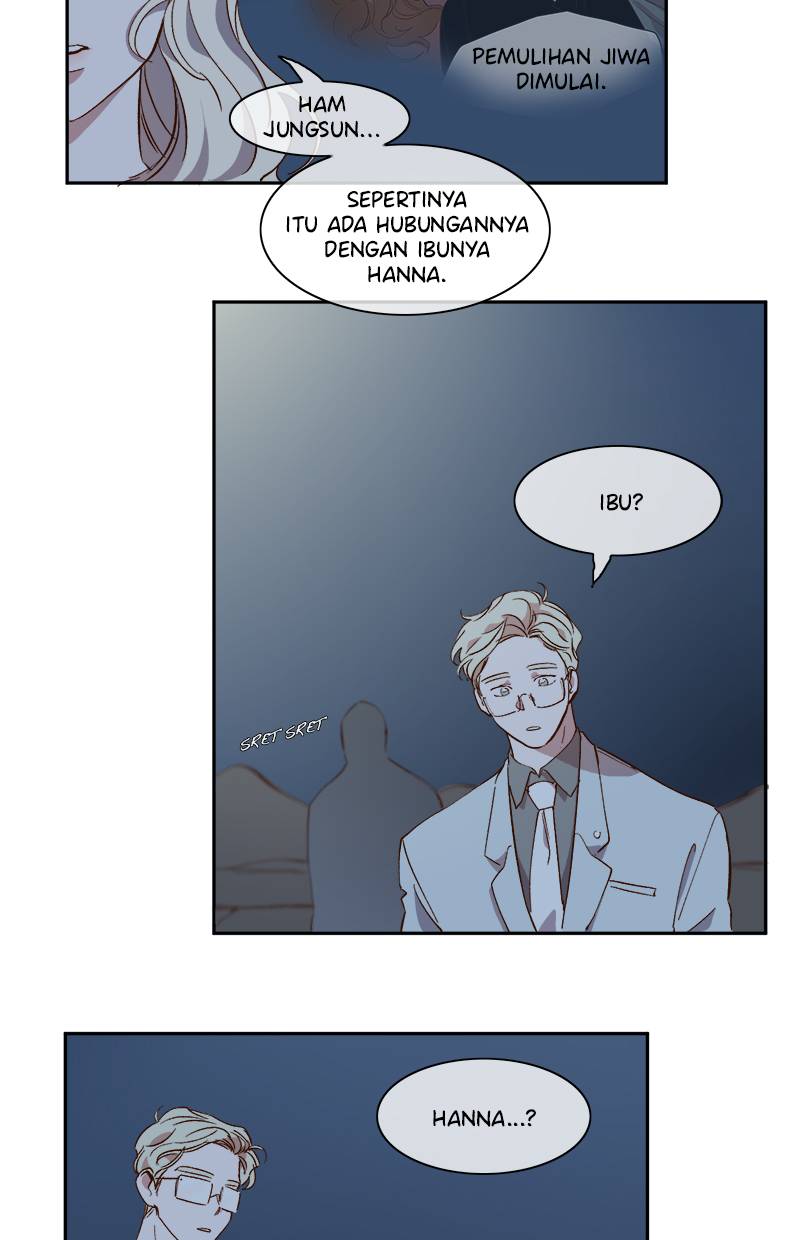 PEMULIHAN JIWA
DIMULAI.
HAM
JUNGSUN...
SEPERTINYA
ITU ADA HUBUNGANNYA
DENGAN IBUNYA
HANNA.
IBU?
SRET SRET
HANNA...?